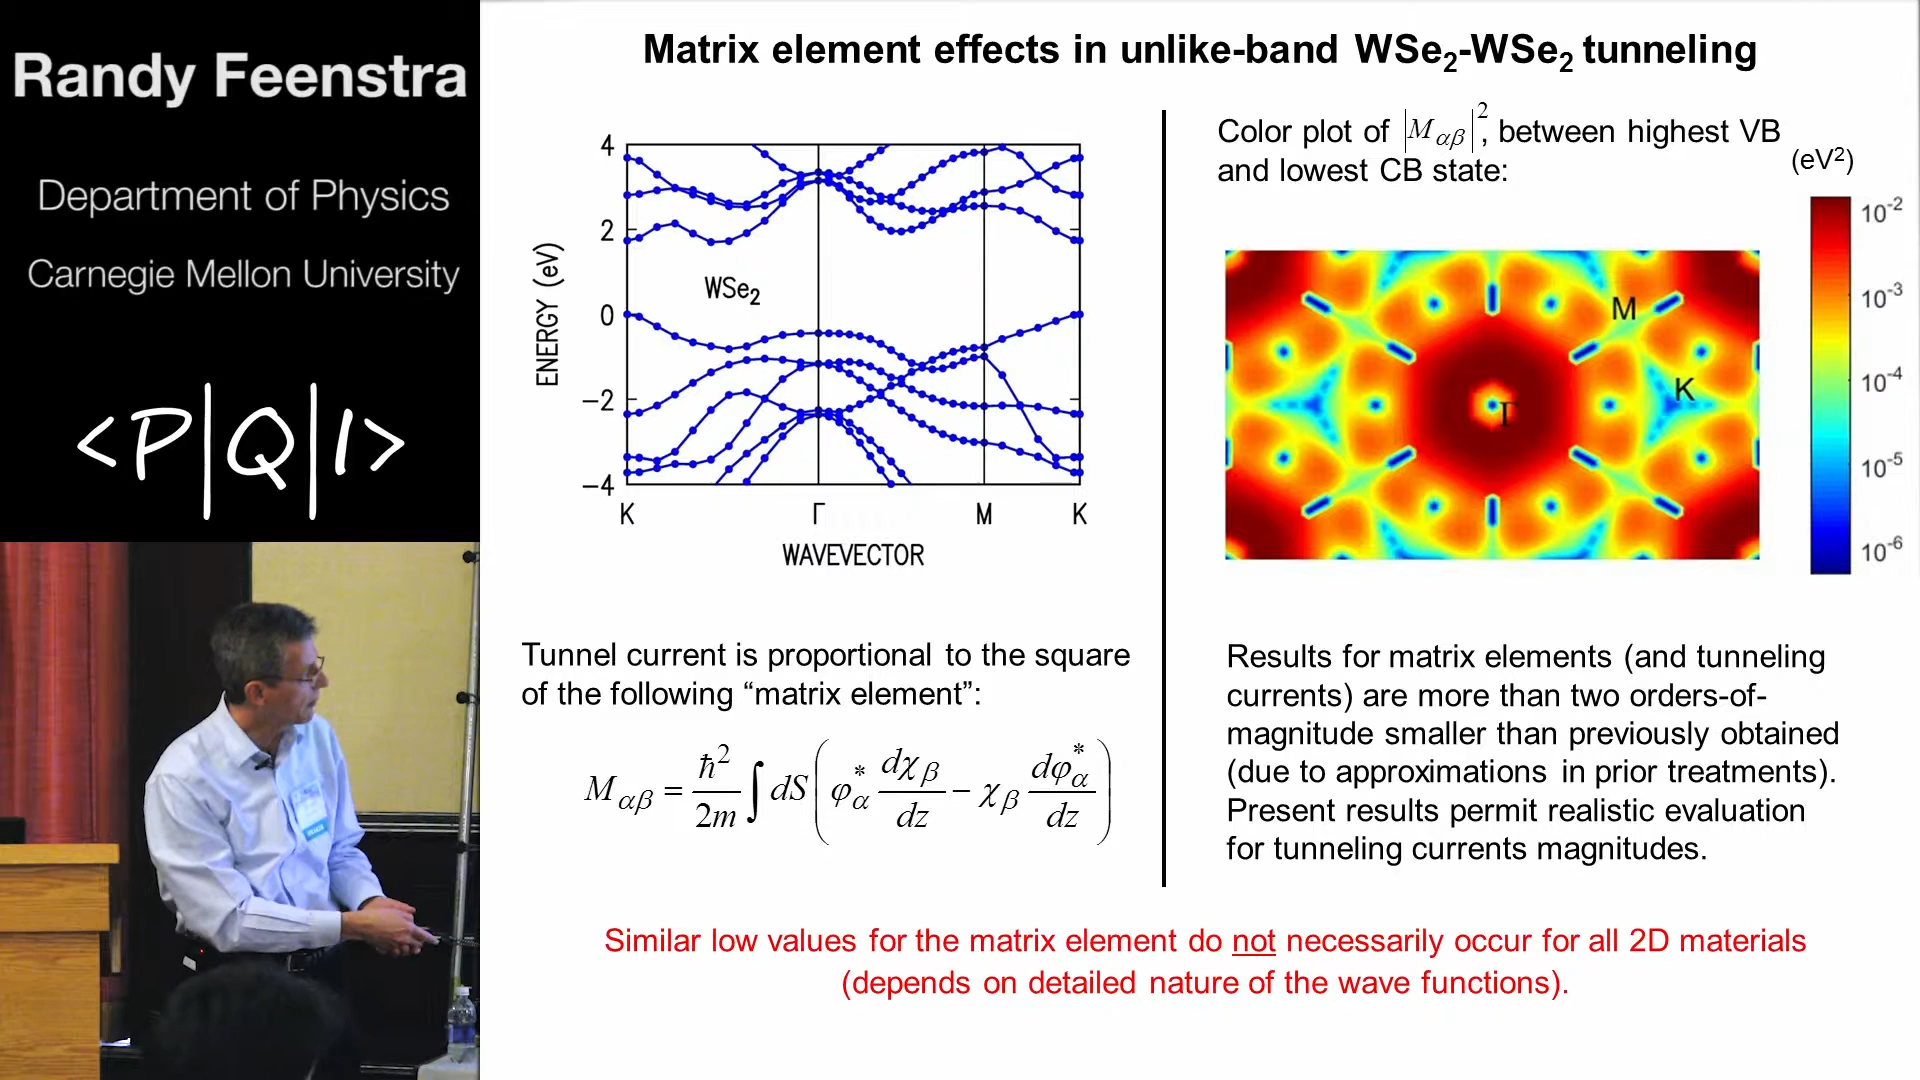 Randy Feenstra
Department of Physics
Carnegie Mellon University
<P|Q|I>
Matrix element effects in unlike-band WSe₂-WSe₂ tunneling
4
2
0
−2
−4
ENERGY (eV)
WSe₂
K Γ M K
WAVEVECTOR
Tunnel current is proportional to the square
of the following “matrix element”:
M_αβ = ħ²/2m ∫ dS ( φ*_α dχ_β/dz − χ_β dφ*_α/dz )
Color plot of |M_αβ|², between highest VB
and lowest CB state:
(eV²)
10⁻²
10⁻³
10⁻⁴
10⁻⁵
10⁻⁶
M
K
Γ
Results for matrix elements (and tunneling
currents) are more than two orders-of-
magnitude smaller than previously obtained
(due to approximations in prior treatments).
Present results permit realistic evaluation
for tunneling currents magnitudes.
Similar low values for the matrix element do not necessarily occur for all 2D materials
(depends on detailed nature of the wave functions).